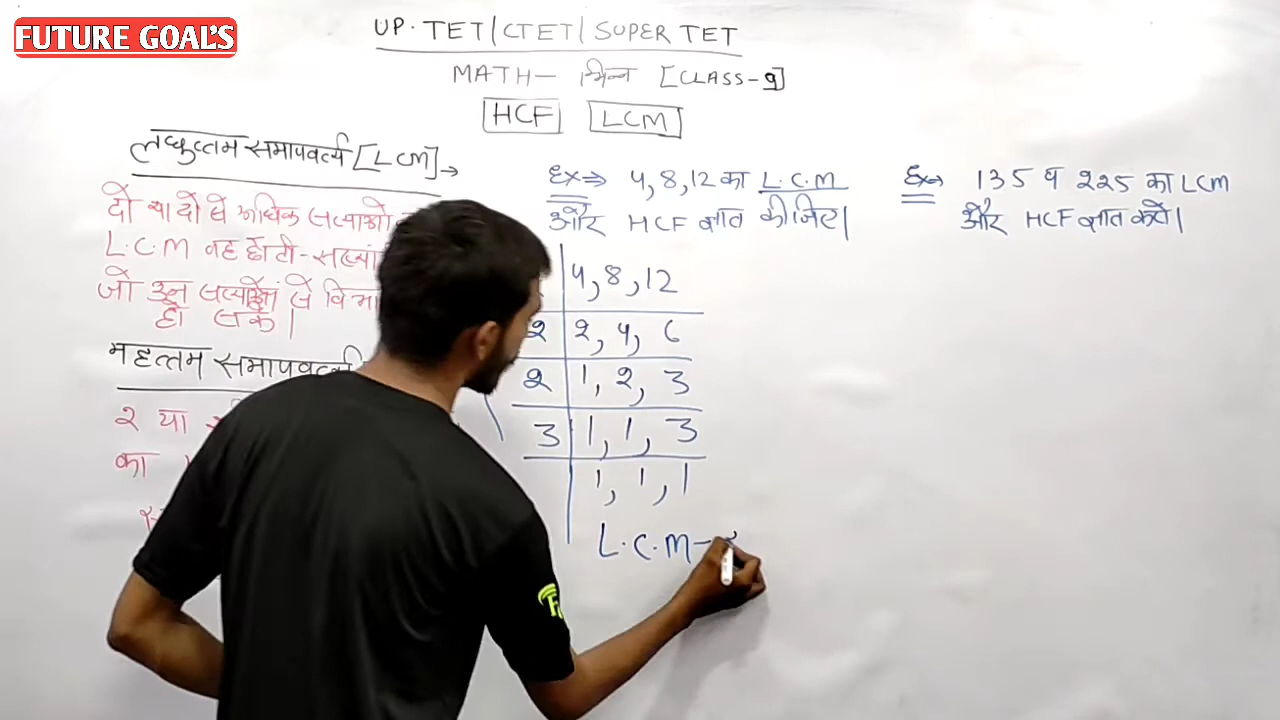 FUTURE GOAL'S
UP. TET/CTET/SUPER TET
MATH- भिन्न [CLASS-9]
HCF LCM
लघुत्तम समापवर्त्य [LCM]→
दो या दो से अधिक संख्याओं
L.C.M वह छोटी-संख्या
जो उन संख्याओं से
हो सके।
महत्तम समापवर्त्य
2 या
का
Ex⇒ 4,8,12 का L.C.M
और HCF ज्ञात कीजिए।
4, 8, 12
2 2, 4, 6
2 1, 2, 3
3 1, 1, 3
1, 1, 1
L.C.M-
Ex⇒ 135 व 225 का LCM
और HCF ज्ञात करें।